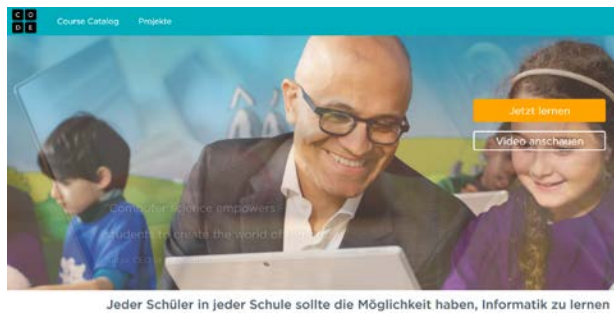 CODE
Course Catalog Projekte
Jetzt lernen
Video anschauen
Computer science empowers
students to create the world of
Jeder Schüler in jeder Schule sollte die Möglichkeit haben, Informatik zu lernen